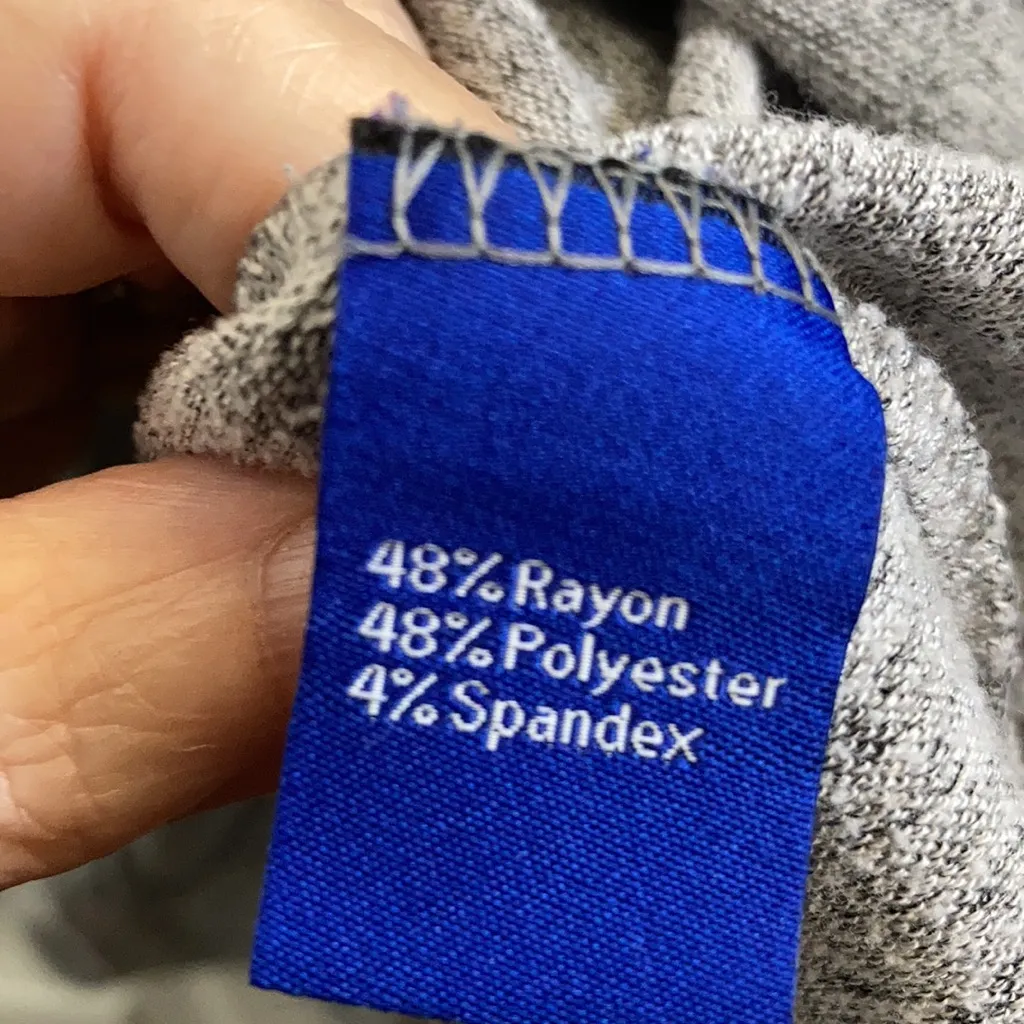 48% Rayon
48% Polyester
4% Spandex